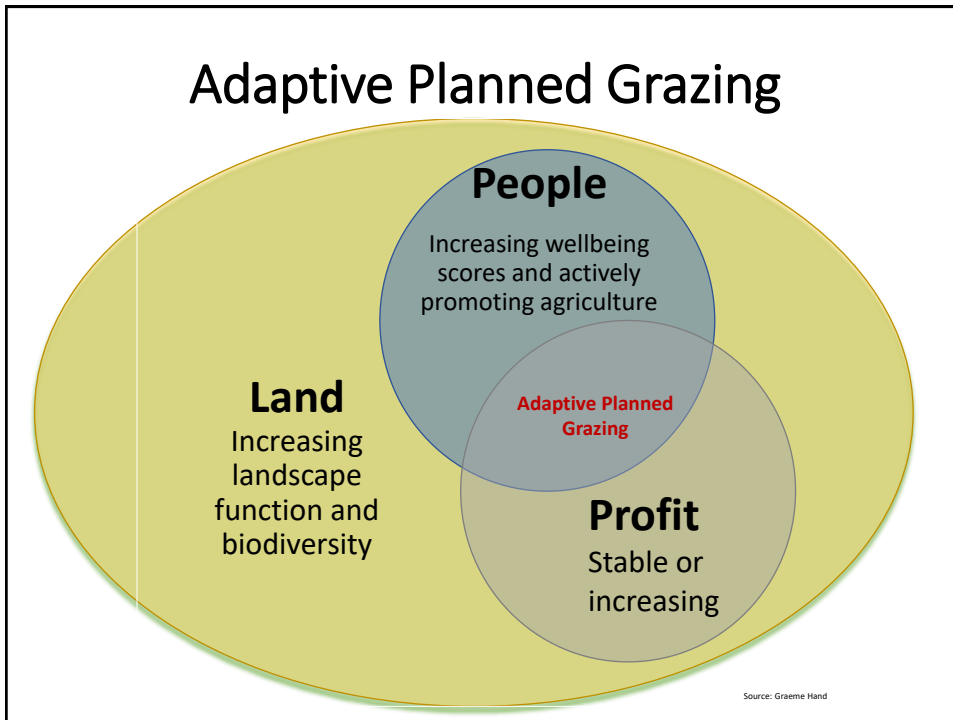 Adaptive Planned Grazing
People
Increasing wellbeing
scores and actively
promoting agriculture
Land
Increasing
landscape
function and
biodiversity
Adaptive Planned
Grazing
Profit
Stable or
increasing
Source: Graeme Hand